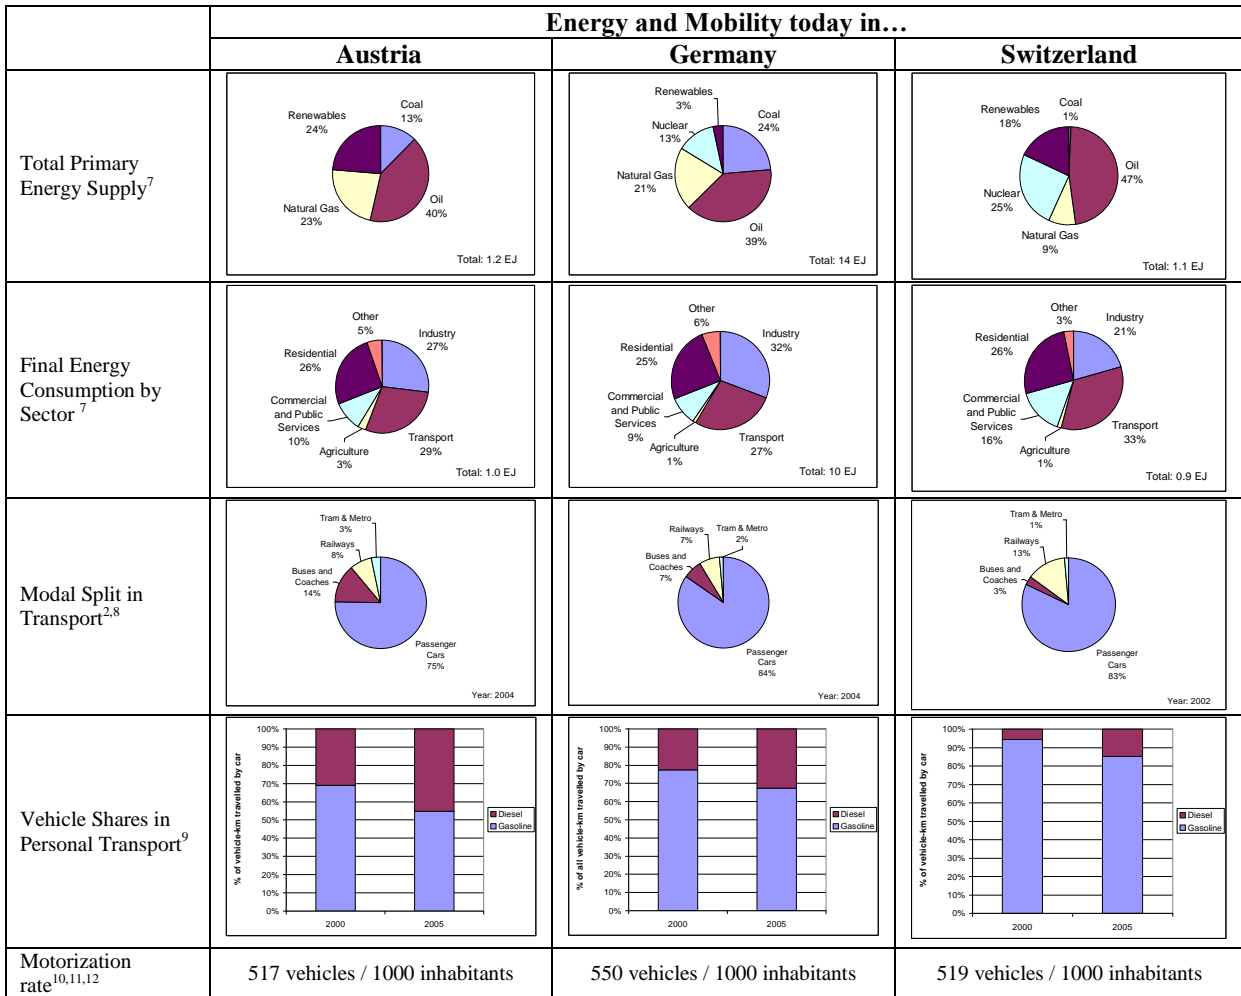 Energy and Mobility today in…
Austria
Germany
Switzerland
Total Primary
Energy Supply7
Renewables
24%
Coal
13%
Natural Gas
23%
Oil
40%
Total: 1.2 EJ
Renewables
3%
Nuclear
13%
Coal
24%
Natural Gas
21%
Oil
39%
Total: 14 EJ
Renewables
18%
Coal
1%
Oil
47%
Nuclear
25%
Natural Gas
9%
Total: 1.1 EJ
Final Energy
Consumption by
Sector 7
Other
5%
Industry
27%
Residential
26%
Commercial
and Public
Services
10%
Agriculture
3%
Transport
29%
Total: 1.0 EJ
Other
6%
Industry
32%
Residential
25%
Commercial
and Public
Services
9%
Agriculture
1%
Transport
27%
Total: 10 EJ
Other
3%
Industry
21%
Residential
26%
Commercial
and Public
Services
16%
Agriculture
1%
Transport
33%
Total: 0.9 EJ
Modal Split in
Transport2,8
Tram & Metro
3%
Railways
8%
Buses and
Coaches
14%
Passenger
Cars
75%
Year: 2004
Railways
7%
Tram & Metro
2%
Buses and
Coaches
7%
Passenger
Cars
84%
Year: 2004
Tram & Metro
1%
Railways
13%
Buses and
Coaches
3%
Passenger
Cars
83%
Year: 2002
Vehicle Shares in
Personal Transport9
% of vehicle-km travelled by car
100%
90%
80%
70%
60%
50%
40%
30%
20%
10%
0%
2000
2005
Diesel
Gasoline
% of all vehicle-km travelled by car
100%
90%
80%
70%
60%
50%
40%
30%
20%
10%
0%
2000
2005
Diesel
Gasoline
% of vehicle-km travelled by car
100%
90%
80%
70%
60%
50%
40%
30%
20%
10%
0%
2000
2005
Diesel
Gasoline
Motorization
rate10,11,12
517 vehicles / 1000 inhabitants
550 vehicles / 1000 inhabitants
519 vehicles / 1000 inhabitants